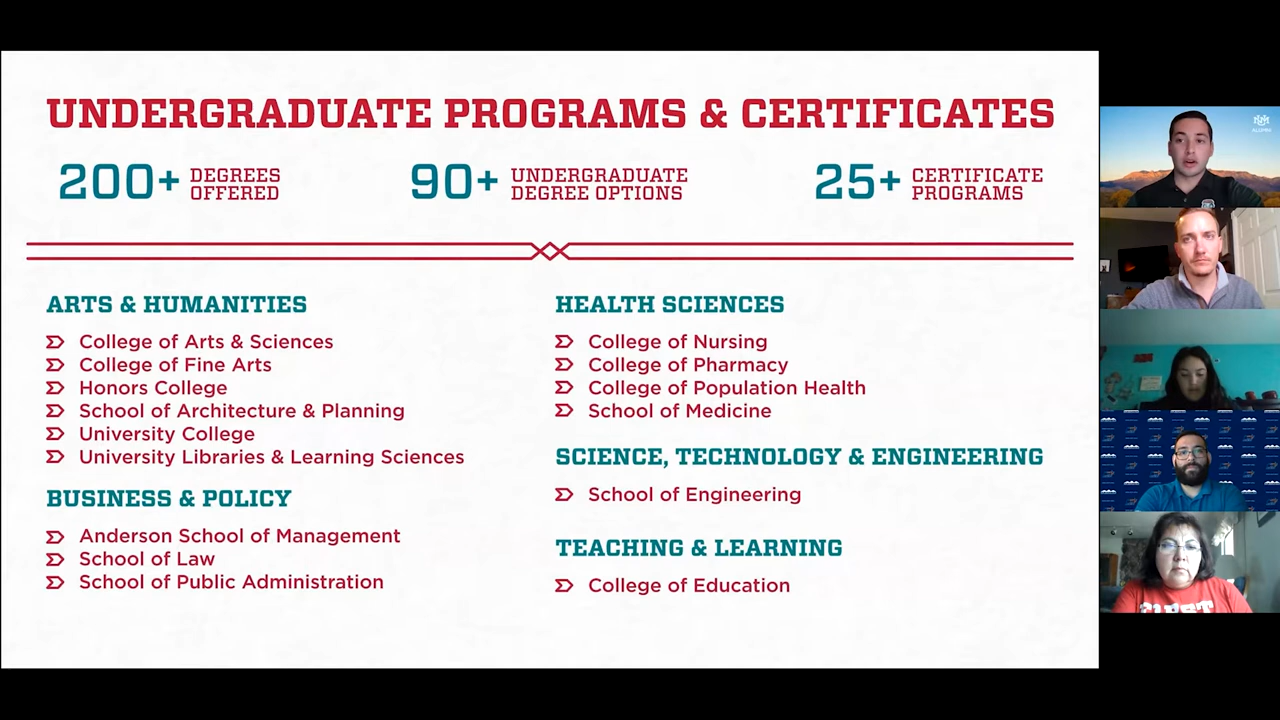 UNDERGRADUATE PROGRAMS & CERTIFICATES
200+ DEGREES OFFERED
90+ UNDERGRADUATE DEGREE OPTIONS
25+ CERTIFICATE PROGRAMS
ARTS & HUMANITIES
College of Arts & Sciences
College of Fine Arts
Honors College
School of Architecture & Planning
University College
University Libraries & Learning Sciences
BUSINESS & POLICY
Anderson School of Management
School of Law
School of Public Administration
HEALTH SCIENCES
College of Nursing
College of Pharmacy
College of Population Health
School of Medicine
SCIENCE, TECHNOLOGY & ENGINEERING
School of Engineering
TEACHING & LEARNING
College of Education
ALUMNI
FIRST